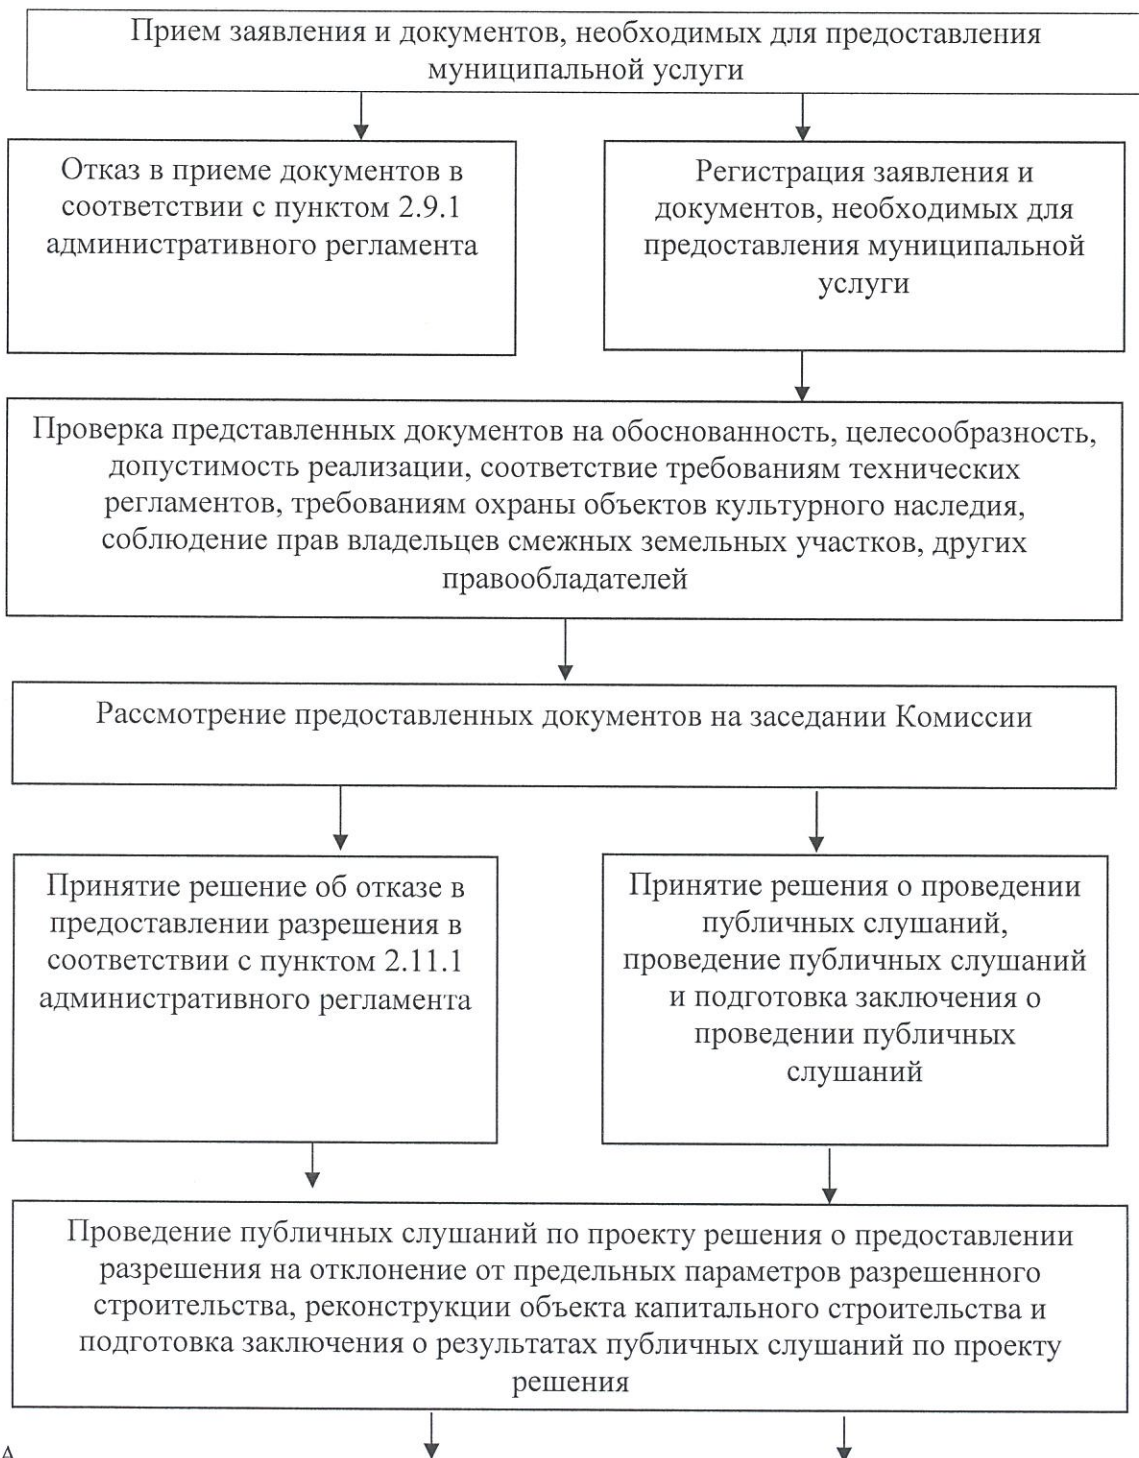 Прием заявления и документов, необходимых для предоставления
муниципальной услуги
Отказ в приеме документов в
соответствии с пунктом 2.9.1
административного регламента
Регистрация заявления и
документов, необходимых для
предоставления муниципальной
услуги
Проверка представленных документов на обоснованность, целесообразность,
допустимость реализации, соответствие требованиям технических
регламентов, требованиям охраны объектов культурного наследия,
соблюдение прав владельцев смежных земельных участков, других
правообладателей
Рассмотрение предоставленных документов на заседании Комиссии
Принятие решение об отказе в
предоставлении разрешения в
соответствии с пунктом 2.11.1
административного регламента
Принятие решения о проведении
публичных слушаний,
проведение публичных слушаний
и подготовка заключения о
проведении публичных
слушаний
Проведение публичных слушаний по проекту решения о предоставлении
разрешения на отклонение от предельных параметров разрешенного
строительства, реконструкции объекта капитального строительства и
подготовка заключения о результатах публичных слушаний по проекту
решения